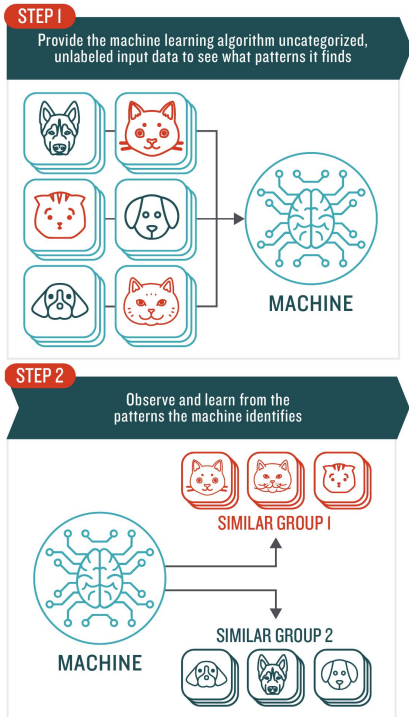 STEP 1
Provide the machine learning algorithm uncategorized,
unlabeled input data to see what patterns it finds
MACHINE
STEP 2
Observe and learn from the
patterns the machine identifies
SIMILAR GROUP 1
MACHINE
SIMILAR GROUP 2